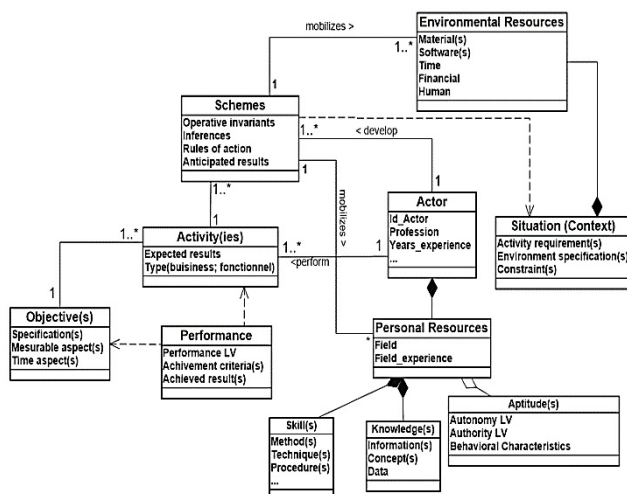 Environmental Resources
Material(s)
Software(s)
Time
Financial
Human
mobilizes >
1..*
1
Schemes
Operative invariants
Inferences
Rules of action
Anticipated results
1..*
< develop
1
1
mobilizes >
1..*
1
Actor
Id_Actor
Profession
Years_experience
...
Situation (Context)
Activity requirement(s)
Environment specification(s)
Constraint(s)
1..*
Activity(ies)
Expected results
Type(buisiness; fonctionnel)
1..*
<perform
1
1
Objective(s)
Specification(s)
Mesurable aspect(s)
Time aspect(s)
Performance
Performance LV
Achivement criteria(s)
Achieved result(s)
*
Personal Resources
Field
Field_experience
Skill(s)
Method(s)
Technique(s)
Procedure(s)
...
Knowledge(s)
Information(s)
Concept(s)
Data
Aptitude(s)
Autonomy LV
Authority LV
Behavioral Characteristics